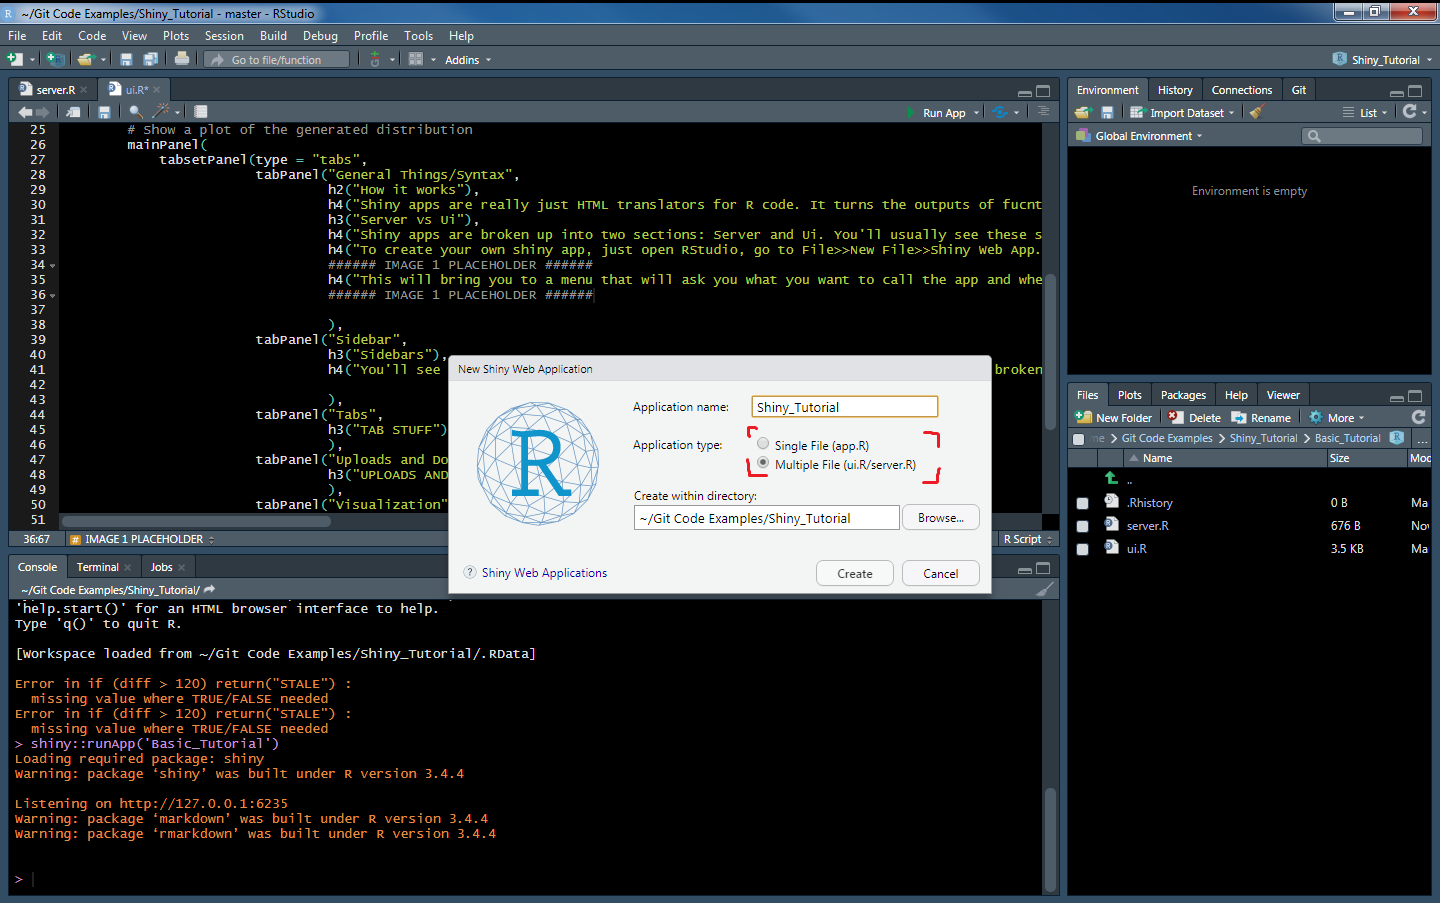 ~/Git Code Examples/Shiny_Tutorial - master - RStudio
File Edit Code View Plots Session Build Debug Profile Tools Help
Go to file/function Addins Shiny_Tutorial
server.R ui.R*
Run App
25 # Show a plot of the generated distribution
26 mainPanel(
27 tabsetPanel(type = "tabs",
28 tabPanel("General Things/Syntax",
29 h2("How it works"),
30 h4("Shiny apps are really just HTML translators for R code. It turns the outputs of fucnt
31 h3("Server vs Ui"),
32 h4("Shiny apps are broken up into two sections: Server and Ui. You'll usually see these s
33 h4("To create your own shiny app, just open RStudio, go to File>>New File>>Shiny Web App.
34 ###### IMAGE 1 PLACEHOLDER ######
35 h4("This will bring you to a menu that will ask you what you want to call the app and whe
36 ###### IMAGE 1 PLACEHOLDER ######
37
38 ),
39 tabPanel("Sidebar",
40 h3("Sidebars"),
41 h4("You'll see broken
42
43 ),
44 tabPanel("Tabs",
45 h3("TAB STUFF")
46 ),
47 tabPanel("Uploads and Do
48 h3("UPLOADS AND
49 ),
50 tabPanel("Visualization"
51
36:67 # IMAGE 1 PLACEHOLDER R Script
New Shiny Web Application
R
Application name: Shiny_Tutorial
Application type: Single File (app.R)
Multiple File (ui.R/server.R)
Create within directory:
~/Git Code Examples/Shiny_Tutorial Browse...
? Shiny Web Applications Create Cancel
Console Terminal Jobs
~/Git Code Examples/Shiny_Tutorial/
'help.start()' for an HTML browser interface to help.
Type 'q()' to quit R.
[Workspace loaded from ~/Git Code Examples/Shiny_Tutorial/.RData]
Error in if (diff > 120) return("STALE") :
missing value where TRUE/FALSE needed
Error in if (diff > 120) return("STALE") :
missing value where TRUE/FALSE needed
> shiny::runApp('Basic_Tutorial')
Loading required package: shiny
Warning: package ‘shiny’ was built under R version 3.4.4
Listening on http://127.0.0.1:6235
Warning: package ‘markdown’ was built under R version 3.4.4
Warning: package ‘rmarkdown’ was built under R version 3.4.4
>
Environment History Connections Git
Import Dataset List
Global Environment
Environment is empty
Files Plots Packages Help Viewer
New Folder Delete Rename More
me > Git Code Examples > Shiny_Tutorial > Basic_Tutorial ...
Name Size Mod
..
.Rhistory 0 B Ma
server.R 676 B Nov
ui.R 3.5 KB Ma